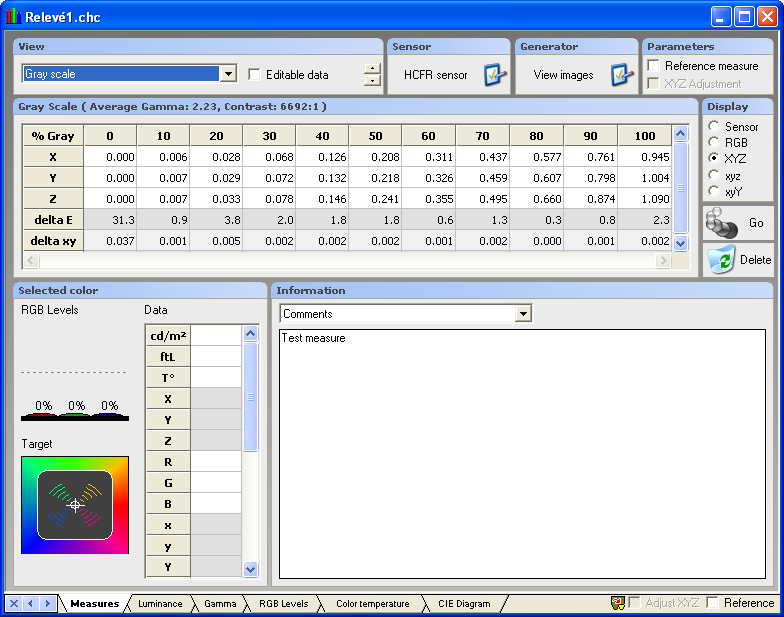 Relevé1.chc
View
Gray scale
Editable data
Sensor
HCFR sensor
Generator
View images
Parameters
Reference measure
XYZ Adjustment
Gray Scale ( Average Gamma: 2.23, Contrast: 6692:1 )
% Gray 0 10 20 30 40 50 60 70 80 90 100
X 0.000 0.006 0.028 0.068 0.126 0.208 0.311 0.437 0.577 0.761 0.945
Y 0.000 0.007 0.029 0.072 0.132 0.218 0.326 0.459 0.607 0.798 1.004
Z 0.000 0.007 0.033 0.078 0.146 0.241 0.355 0.495 0.660 0.874 1.090
delta E 31.3 0.9 3.8 2.0 1.8 1.8 0.6 1.3 0.3 0.8 2.3
delta xy 0.037 0.001 0.005 0.002 0.002 0.002 0.001 0.002 0.000 0.001 0.002
Display
Sensor
RGB
XYZ
xyz
xyY
Go
Delete
Selected color
RGB Levels
0% 0% 0%
Target
Data
cd/m²
ftL
T°
X
Y
Z
R
G
B
x
y
Y
Information
Comments
Test measure
Measures Luminance Gamma RGB Levels Color temperature CIE Diagram Adjust XYZ Reference